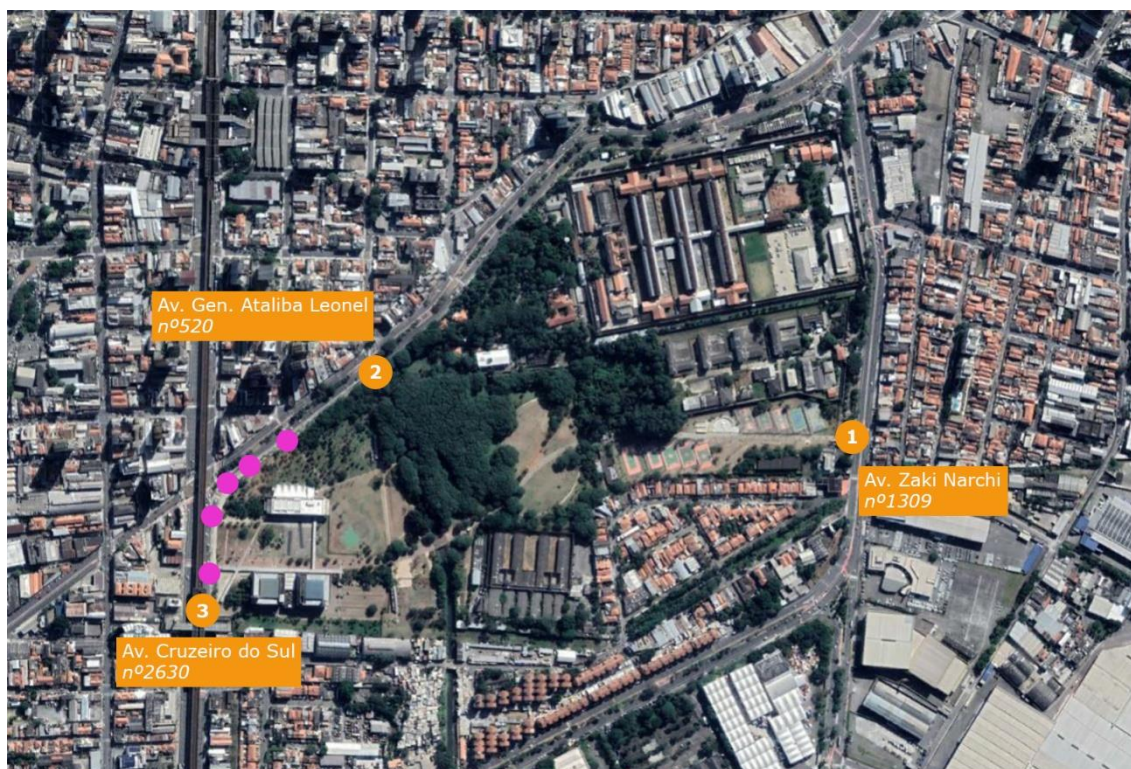 Av. Gen. Ataliba Leonel
nº520
2
1
Av. Zaki Narchi
nº1309
3
Av. Cruzeiro do Sul
nº2630